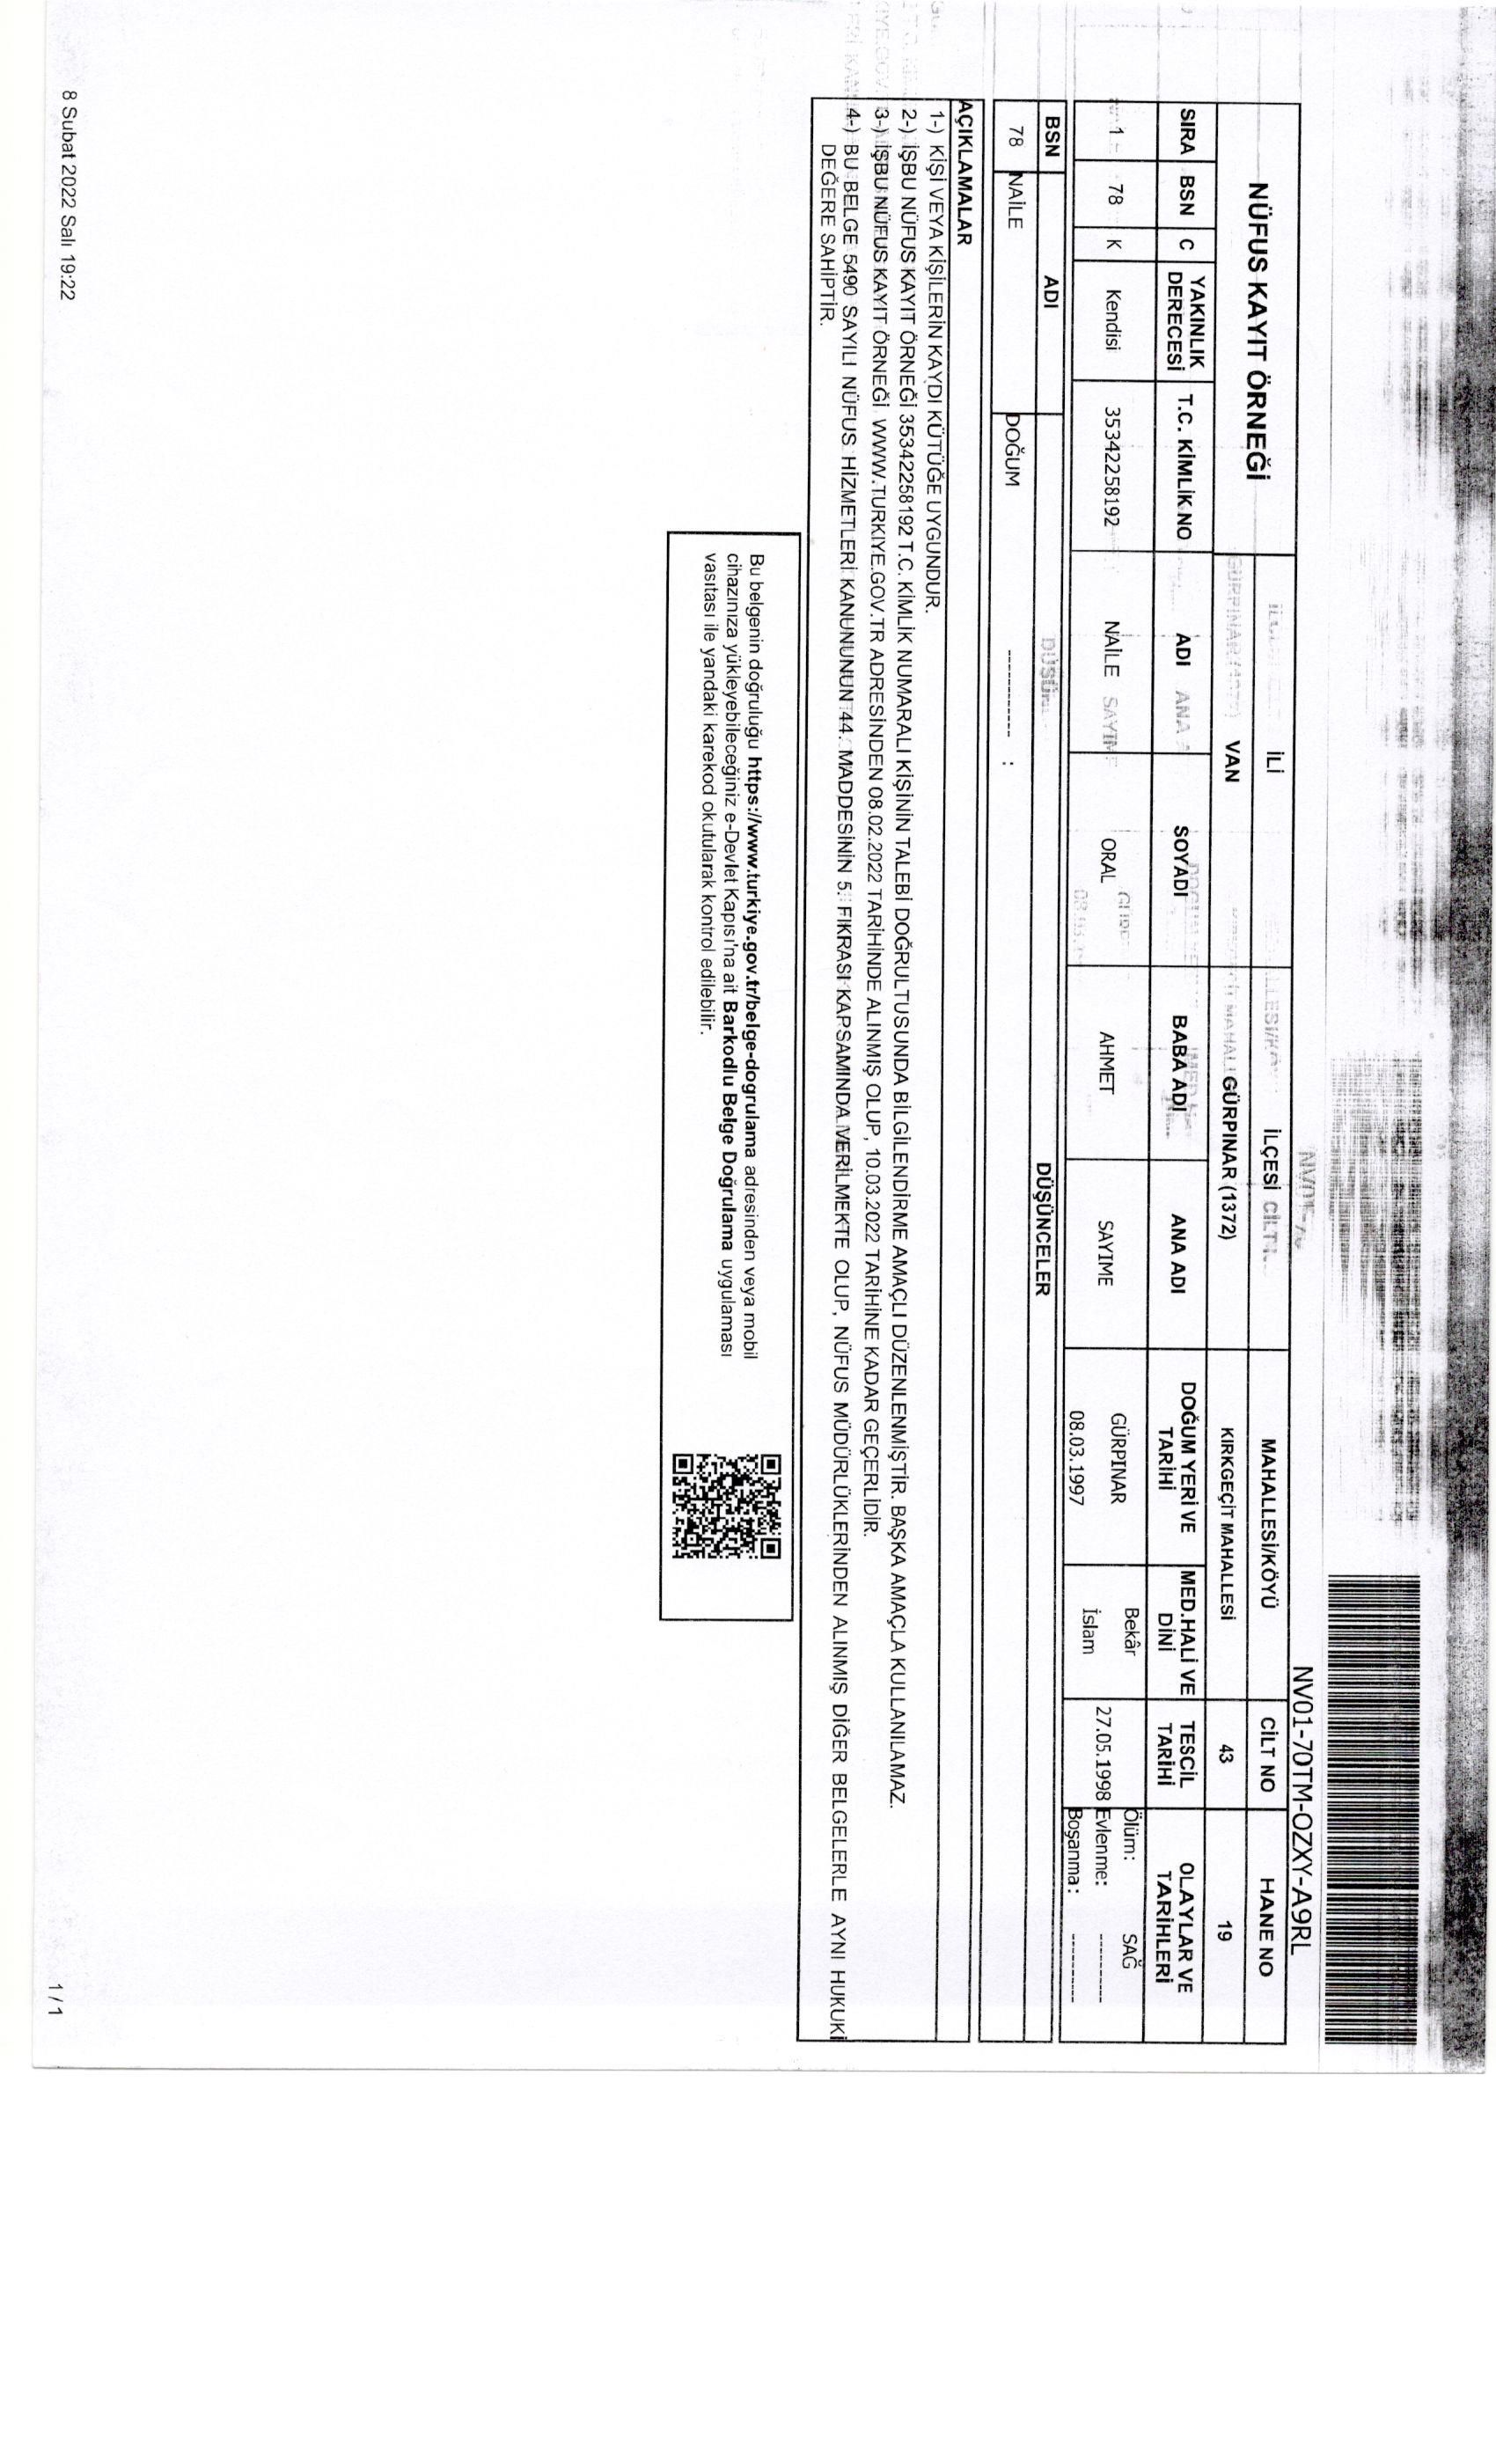 NV01-70TM-OZXY-A9RL
NÜFUS KAYIT ÖRNEĞİ
İLİ İLÇESİ MAHALLESİ/KÖYÜ CİLT NO HANE NO
VAN GÜRPINAR (1372) KIRKGEÇİT MAHALLESİ 43 19
SIRA BSN C YAKINLIK DERECESİ T.C. KİMLİK NO ADI SOYADI BABA ADI ANA ADI DOĞUM YERİ VE TARİHİ MED.HALİ VE DİNİ TESCİL TARİHİ OLAYLAR VE TARİHLERİ
1 78 K Kendisi 35342258192 NAİLE ORAL AHMET SAYIME GÜRPINAR 08.03.1997 Bekâr İslam 27.05.1998 Ölüm: SAĞ
Evlenme: ----------
Boşanma: ----------
BSN ADI DÜŞÜNCELER
78 NAİLE DOĞUM ----------- :
AÇIKLAMALAR
1-) KİŞİ VEYA KİŞİLERİN KAYDI KÜTÜĞE UYGUNDUR.
2-) İŞBU NÜFUS KAYIT ÖRNEĞİ 35342258192 T.C. KİMLİK NUMARALI KİŞİNİN TALEBİ DOĞRULTUSUNDA BİLGİLENDİRME AMAÇLI DÜZENLENMİŞTİR. BAŞKA AMAÇLA KULLANILAMAZ.
3-) İŞBU NÜFUS KAYIT ÖRNEĞİ WWW.TURKIYE.GOV.TR ADRESİNDEN 08.02.2022 TARİHİNDE ALINMIŞ OLUP, 10.03.2022 TARİHİNE KADAR GEÇERLİDİR.
4-) BU BELGE 5490 SAYILI NÜFUS HİZMETLERİ KANUNUNUN 44. MADDESİNİN 5. FIKRASI KAPSAMINDA VERİLMEKTE OLUP, NÜFUS MÜDÜRLÜKLERİNDEN ALINMIŞ DİĞER BELGELERLE AYNI HUKUKİ
DEĞERE SAHİPTİR.
Bu belgenin doğruluğu https://www.turkiye.gov.tr/belge-dogrulama adresinden veya mobil
cihazınıza yükleyebileceğiniz e-Devlet Kapısı'na ait Barkodlu Belge Doğrulama uygulaması
vasıtası ile yandaki karekod okutularak kontrol edilebilir.
8 Subat 2022 Salı 19:22
1 / 1